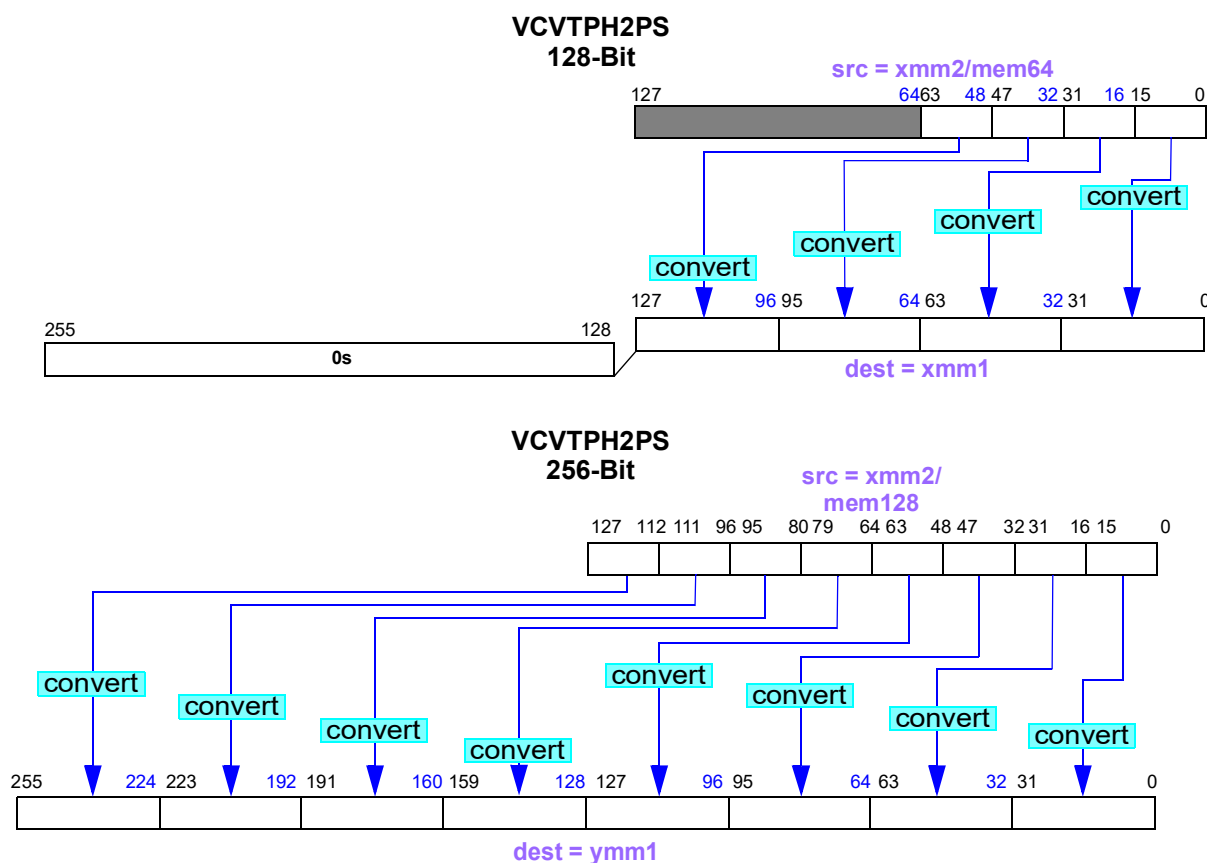 VCVTPH2PS
128-Bit
src = xmm2/mem64
127 64 63 48 47 32 31 16 15 0
convert
convert
convert
convert
127 96 95 64 63 32 31 0
255 128
0s
dest = xmm1
VCVTPH2PS
256-Bit
src = xmm2/
mem128
127 112 111 96 95 80 79 64 63 48 47 32 31 16 15 0
convert convert convert convert convert convert convert convert
255 224 223 192 191 160 159 128 127 96 95 64 63 32 31 0
dest = ymm1